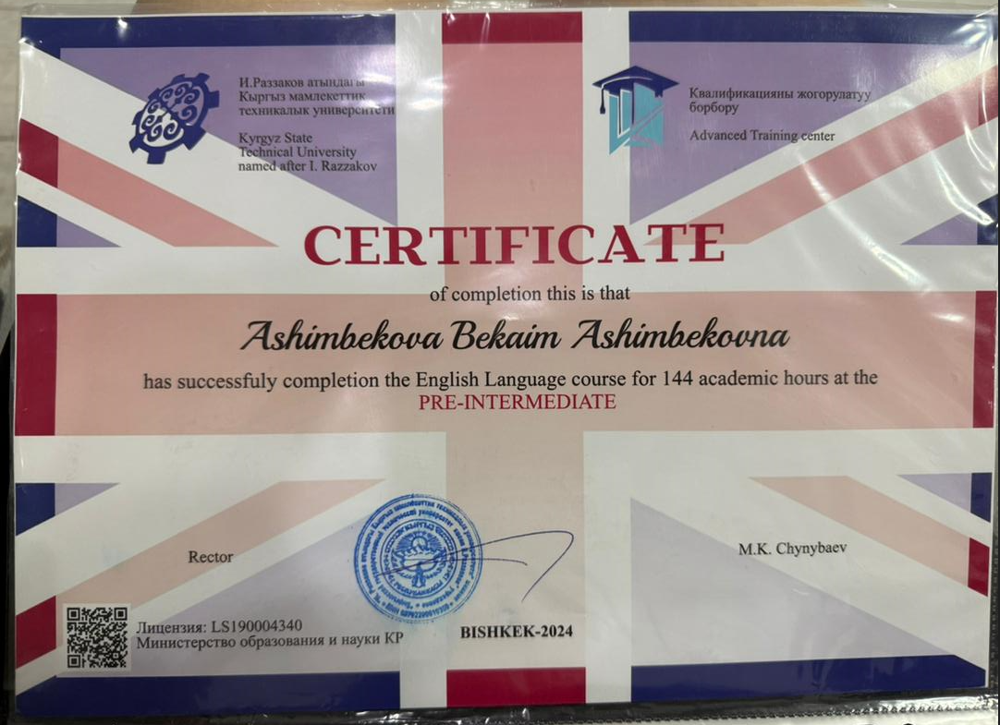 И.Раззаков атындагы
Кыргыз мамлекеттик
техникалык университети
Kyrgyz State
Technical University
named after I. Razzakov
Квалификацияны жогорулатуу
борбору
Advanced Training center
CERTIFICATE
of completion this is that
Ashimbekova Bekaim Ashimbekovna
has successfuly completion the English Language course for 144 academic hours at the
PRE-INTERMEDIATE
Rector
M.K. Chynybaev
Лицензия: LS190004340
Министерство образования и науки КР
BISHKEK-2024